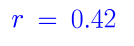 r = 0.42